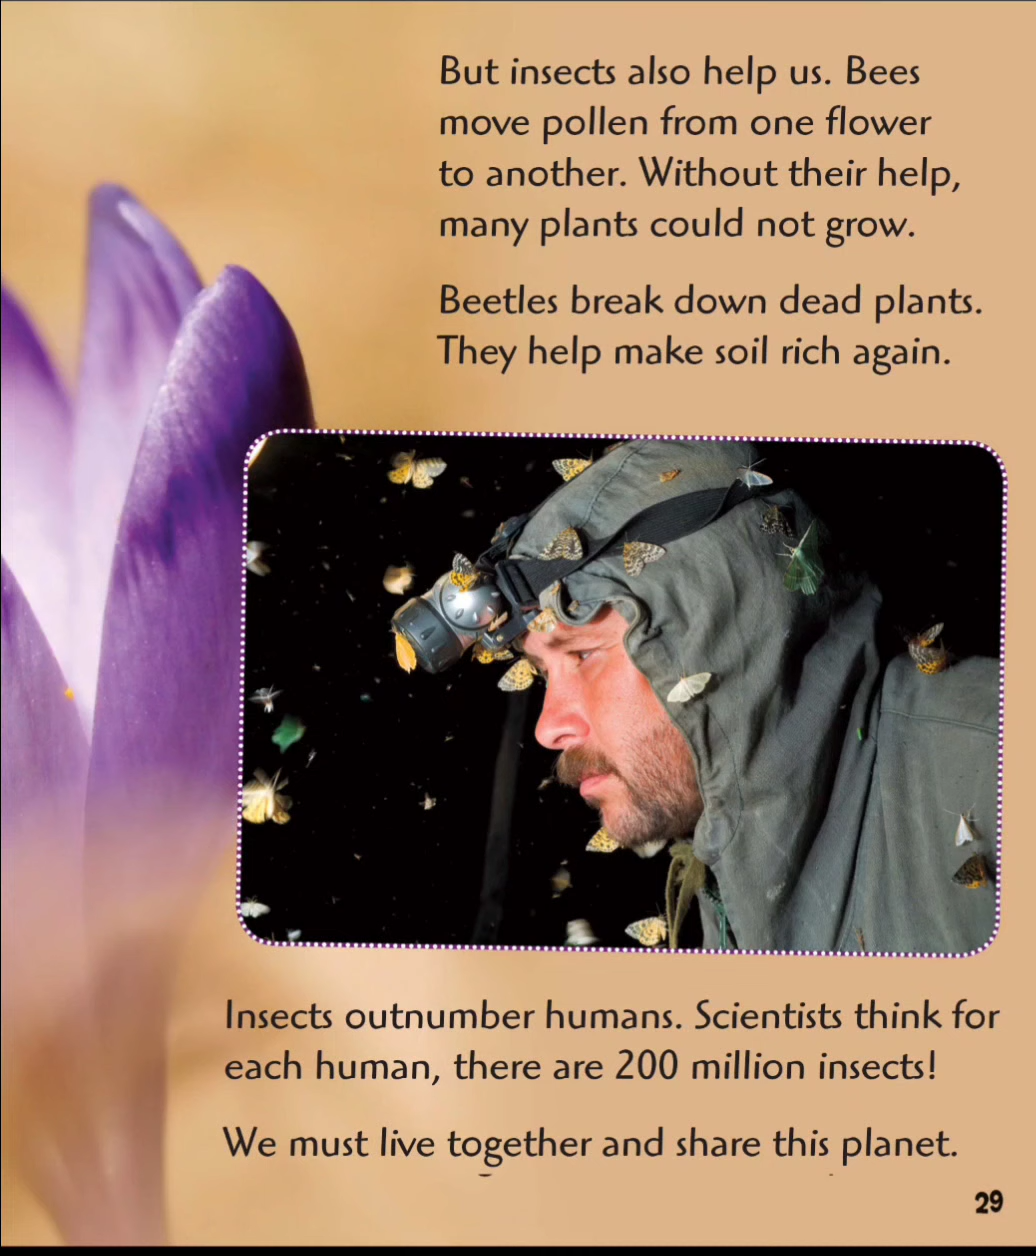 But insects also help us. Bees
move pollen from one flower
to another. Without their help,
many plants could not grow.
Beetles break down dead plants.
They help make soil rich again.
Insects outnumber humans. Scientists think for
each human, there are 200 million insects!
We must live together and share this planet.
29